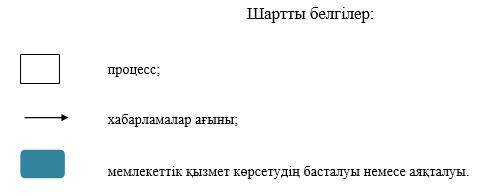 Шартты белгілер:
процесс;
хабарламалар ағыны;
мемлекеттік қызмет көрсетудің басталуы немесе аяқталуы.